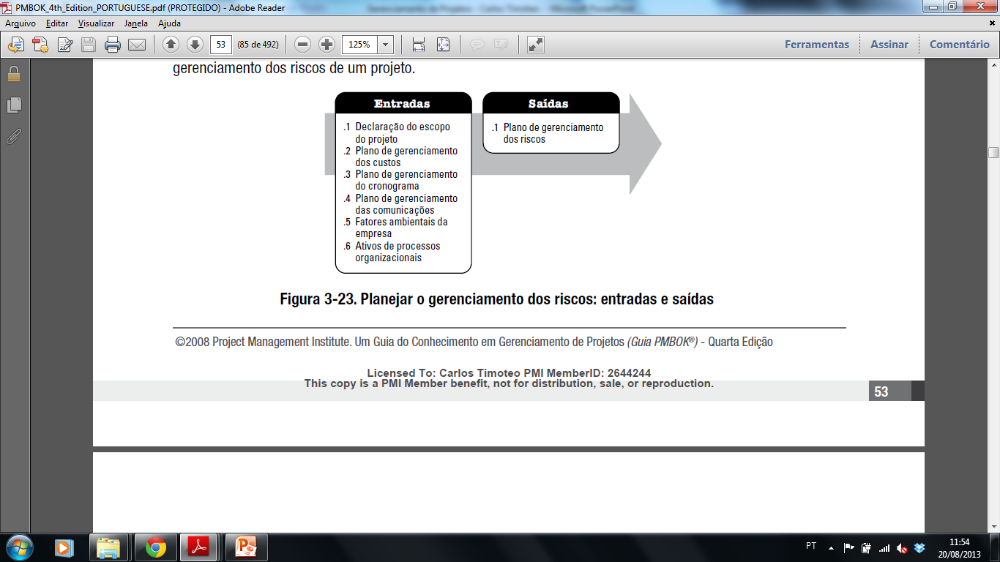 PMBOK_4th_Edition_PORTUGUESE.pdf (PROTEGIDO) - Adobe Reader
Gerenciamento de Projetos - Carlos Timoteo - Microsoft PowerPoint
Arquivo Editar Visualizar Janela Ajuda
53 (85 de 492) 125% Ferramentas Assinar Comentário
gerenciamento dos riscos de um projeto.
Entradas
.1 Declaração do escopo
do projeto
.2 Plano de gerenciamento
dos custos
.3 Plano de gerenciamento
do cronograma
.4 Plano de gerenciamento
das comunicações
.5 Fatores ambientais da
empresa
.6 Ativos de processos
organizacionais
Saídas
.1 Plano de gerenciamento
dos riscos
Figura 3-23. Planejar o gerenciamento dos riscos: entradas e saídas
©2008 Project Management Institute. Um Guia do Conhecimento em Gerenciamento de Projetos (Guia PMBOK®) - Quarta Edição
Licensed To: Carlos Timoteo PMI MemberID: 2644244
This copy is a PMI Member benefit, not for distribution, sale, or reproduction.
53
PT
11:54
20/08/2013